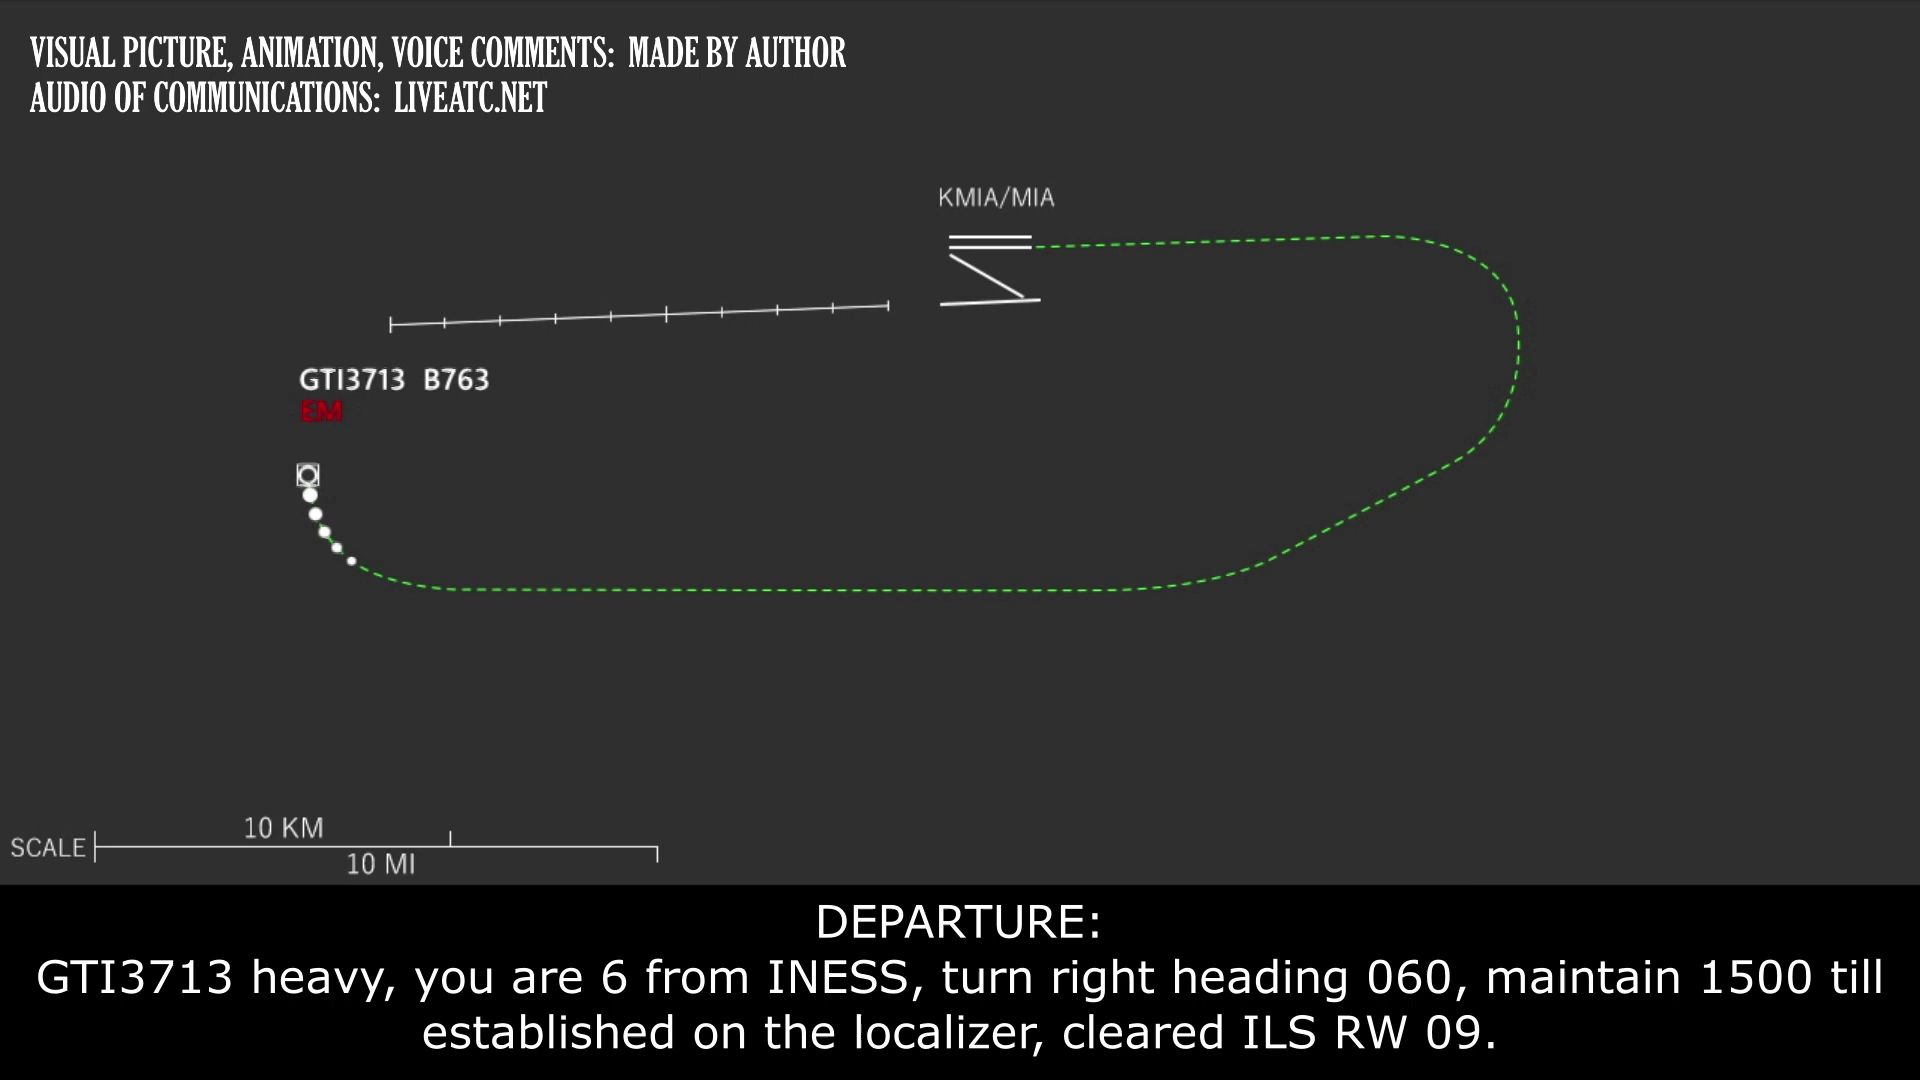 VISUAL PICTURE, ANIMATION, VOICE COMMENTS: MADE BY AUTHOR
AUDIO OF COMMUNICATIONS: LIVEATC.NET
KMIA/MIA
GTI3713 B763
EM
10 KM
SCALE
10 MI
DEPARTURE:
GTI3713 heavy, you are 6 from INESS, turn right heading 060, maintain 1500 till
established on the localizer, cleared ILS RW 09.